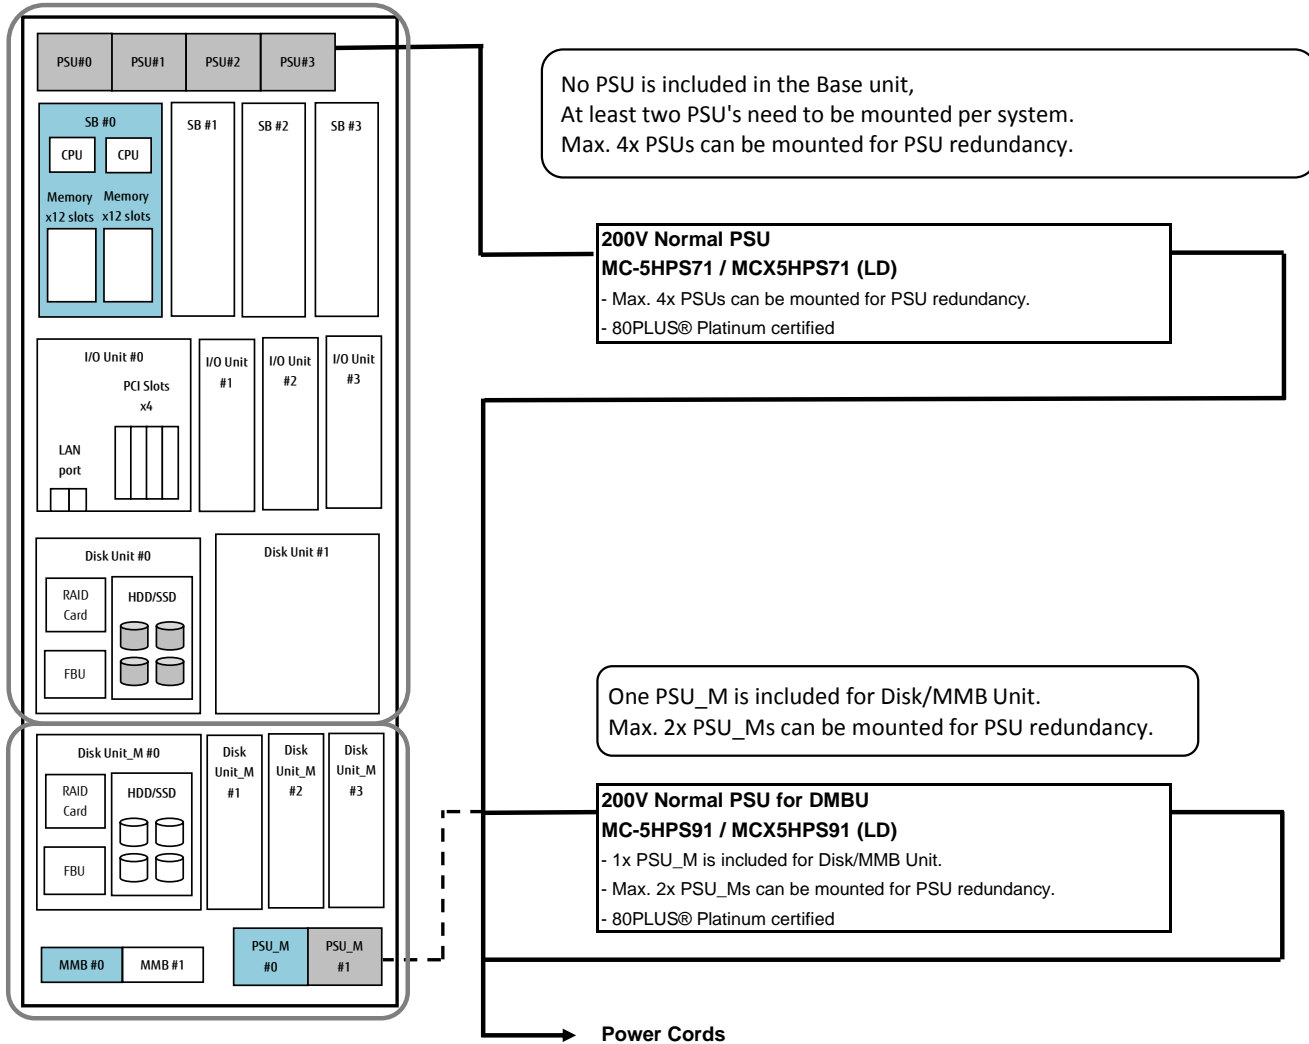 PSU#0 PSU#1 PSU#2 PSU#3
No PSU is included in the Base unit,
At least two PSU's need to be mounted per system.
Max. 4x PSUs can be mounted for PSU redundancy.
SB #0
CPU CPU
Memory Memory
x12 slots x12 slots
SB #1
SB #2
SB #3
200V Normal PSU
MC-5HPS71 / MCX5HPS71 (LD)
- Max. 4x PSUs can be mounted for PSU redundancy.
- 80PLUS® Platinum certified
I/O Unit #0
PCI Slots
x4
LAN
port
I/O Unit
#1
I/O Unit
#2
I/O Unit
#3
Disk Unit #0
RAID
Card
HDD/SSD
FBU
Disk Unit #1
One PSU_M is included for Disk/MMB Unit.
Max. 2x PSU_Ms can be mounted for PSU redundancy.
Disk Unit_M #0
RAID
Card
HDD/SSD
FBU
Disk
Unit_M
#1
Disk
Unit_M
#2
Disk
Unit_M
#3
200V Normal PSU for DMBU
MC-5HPS91 / MCX5HPS91 (LD)
- 1x PSU_M is included for Disk/MMB Unit.
- Max. 2x PSU_Ms can be mounted for PSU redundancy.
- 80PLUS® Platinum certified
MMB #0 MMB #1
PSU_M
#0
PSU_M
#1
Power Cords